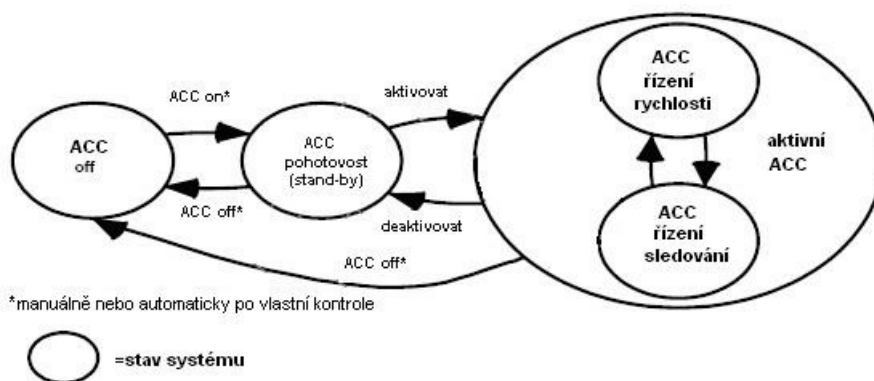 ACC
off
ACC on*
ACC off*
ACC
pohotovost
(stand-by)
aktivovat
deaktivovat
ACC off*
ACC
řízení
rychlosti
aktivní
ACC
ACC
řízení
sledování
*manuálně nebo automaticky po vlastní kontrole
=stav systému